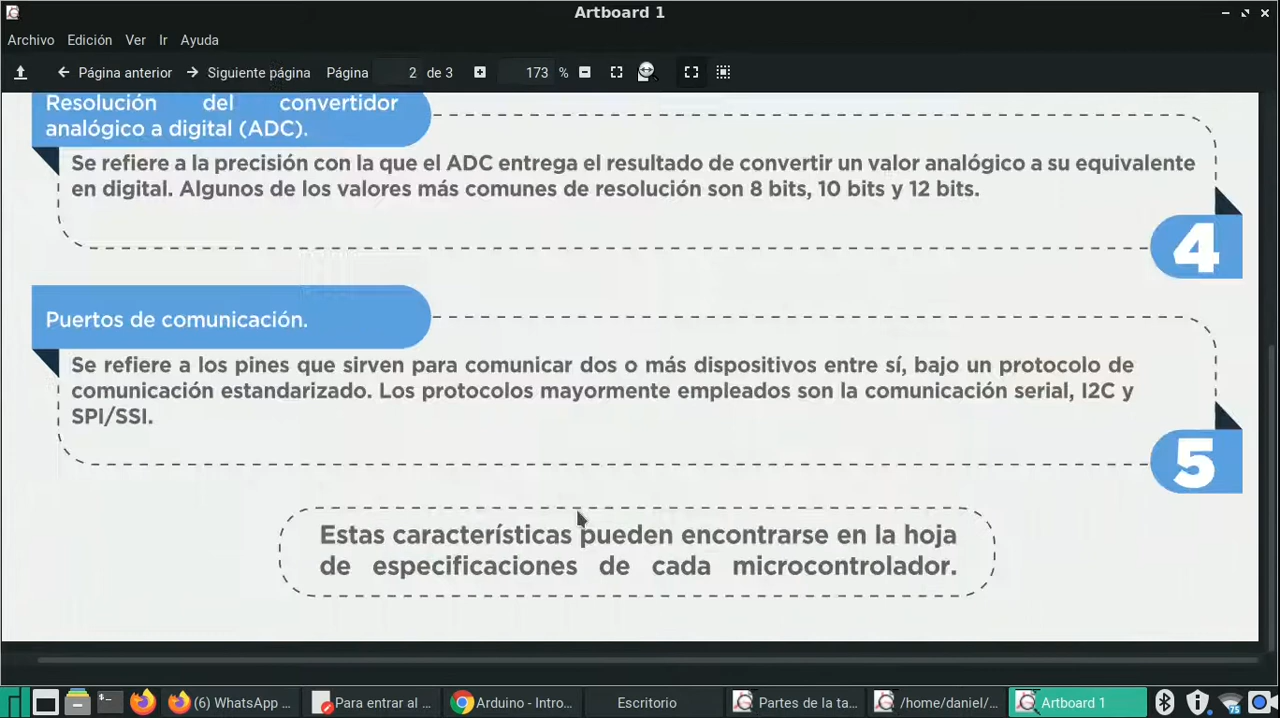 Artboard 1
Archivo Edición Ver Ir Ayuda
Página anterior Siguiente página Página 2 de 3 173 %
Resolución del convertidor
analógico a digital (ADC).
Se refiere a la precisión con la que el ADC entrega el resultado de convertir un valor analógico a su equivalente
en digital. Algunos de los valores más comunes de resolución son 8 bits, 10 bits y 12 bits.
4
Puertos de comunicación.
Se refiere a los pines que sirven para comunicar dos o más dispositivos entre sí, bajo un protocolo de
comunicación estandarizado. Los protocolos mayormente empleados son la comunicación serial, I2C y
SPI/SSI.
5
Estas características pueden encontrarse en la hoja
de especificaciones de cada microcontrolador.
(6) WhatsApp ... Para entrar al ... Arduino - Intro... Escritorio Partes de la ta... /home/daniel/... Artboard 1 75